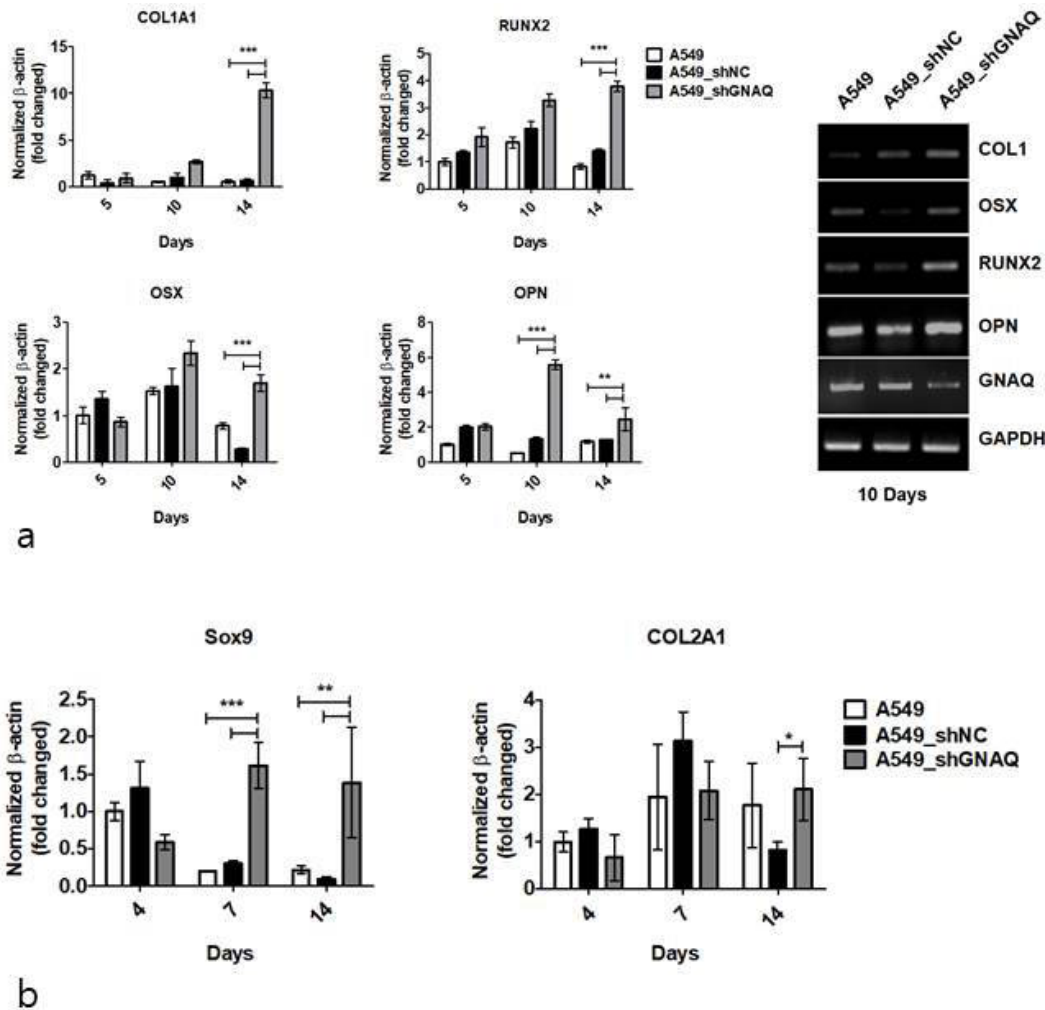 COL1A1
Normalized β-actin
(fold changed)
15
10
5
0
***
5
10
14
Days
RUNX2
Normalized β-actin
(fold changed)
5
4
3
2
1
0
***
5
10
14
Days
A549
A549_shNC
A549_shGNAQ
OSX
Normalized β-actin
(fold changed)
3
2
1
0
***
5
10
14
Days
OPN
Normalized β-actin
(fold changed)
8
6
4
2
0
***
**
5
10
14
Days
A549
A549_shNC
A549_shGNAQ
COL1
OSX
RUNX2
OPN
GNAQ
GAPDH
10 Days
a
Sox9
Normalized β-actin
(fold changed)
2.5
2.0
1.5
1.0
0.5
0.0
***
**
4
7
14
Days
COL2A1
Normalized β-actin
(fold changed)
4
3
2
1
0
*
4
7
14
Days
A549
A549_shNC
A549_shGNAQ
b